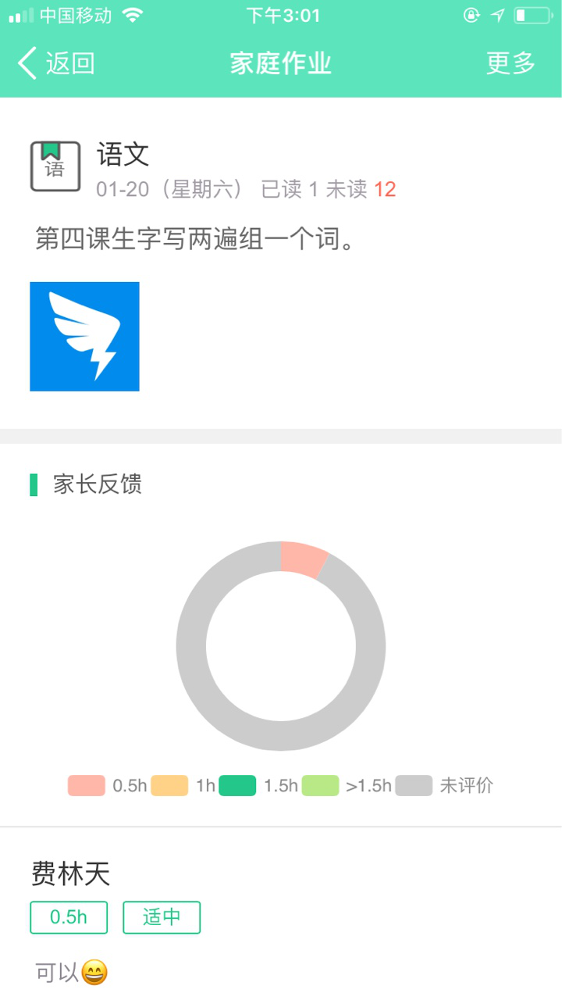 中国移动 下午3:01
返回 家庭作业 更多
语 语文
01-20（星期六） 已读 1 未读 12
第四课生字写两遍组一个词。
家长反馈
0.5h 1h 1.5h >1.5h 未评价
费林天
0.5h 适中
可以😄